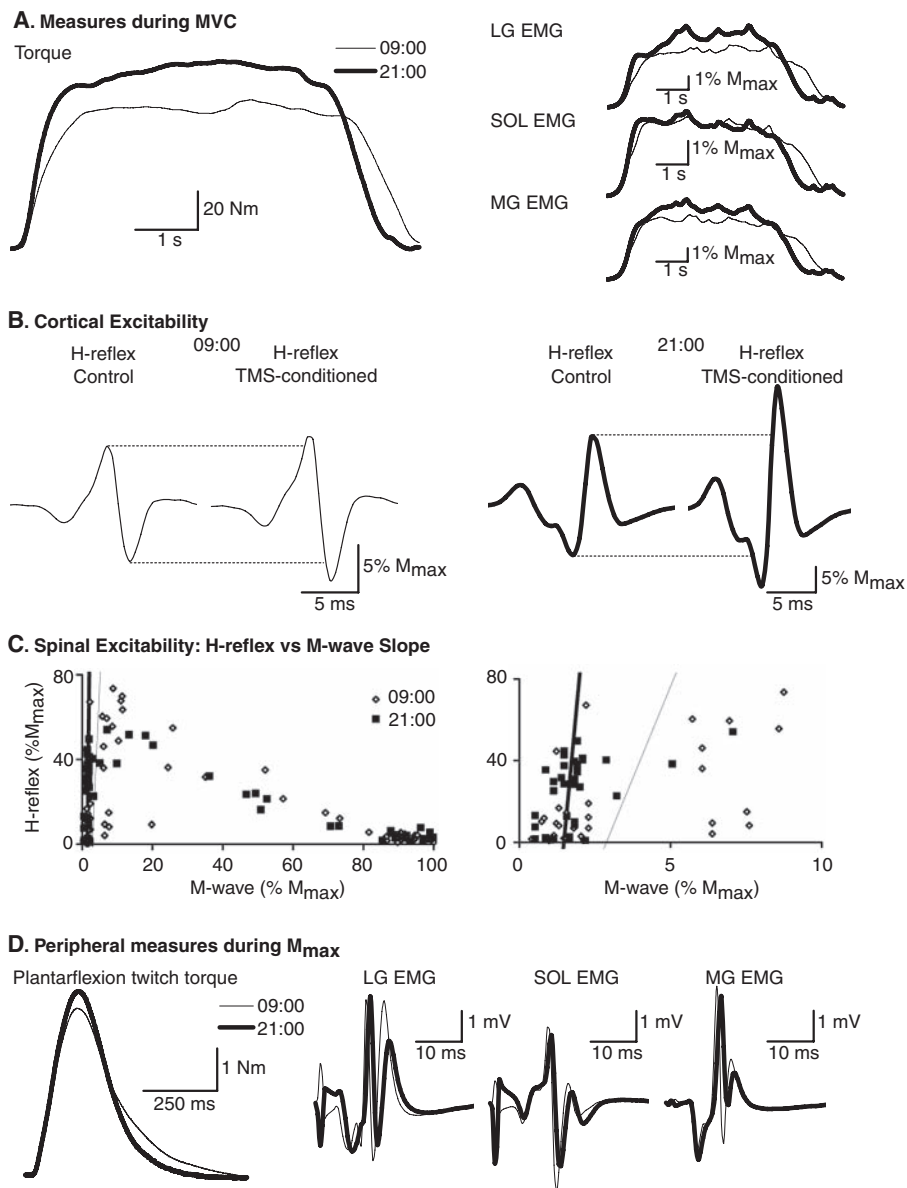 A. Measures during MVC
Torque
09:00
21:00
20 Nm
1 s
LG EMG
1% Mmax
1 s
SOL EMG
1% Mmax
1 s
MG EMG
1% Mmax
1 s
B. Cortical Excitability
09:00
H-reflex
Control
H-reflex
TMS-conditioned
5% Mmax
5 ms
21:00
H-reflex
Control
H-reflex
TMS-conditioned
5% Mmax
5 ms
C. Spinal Excitability: H-reflex vs M-wave Slope
H-reflex (%Mmax)
80
40
0
0 20 40 60 80 100
M-wave (% Mmax)
09:00
21:00
80
40
0
0 5 10
M-wave (% Mmax)
D. Peripheral measures during Mmax
Plantarflexion twitch torque
09:00
21:00
1 Nm
250 ms
LG EMG
1 mV
10 ms
SOL EMG
1 mV
10 ms
MG EMG
1 mV
10 ms